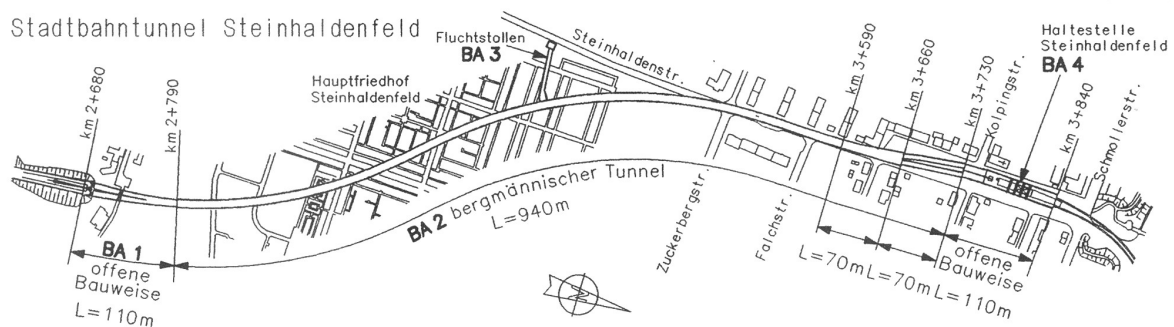 Stadtbahntunnel Steinhaldenfeld
Fluchtstollen
BA 3
Steinhaldenstr.
Haltestelle
Steinhaldenfeld
BA 4
Hauptfriedhof
Steinhaldenfeld
km 2+680
km 2+790
km 3+590
km 3+660
km 3+730
Kolpingstr.
km 3+840
Schmollerstr.
BA 1
offene
Bauweise
L=110m
BA 2 bergmännischer Tunnel
L=940m
Zuckerbergstr.
Falchstr.
L=70m
L=70m
offene
Bauweise
L=110m
N